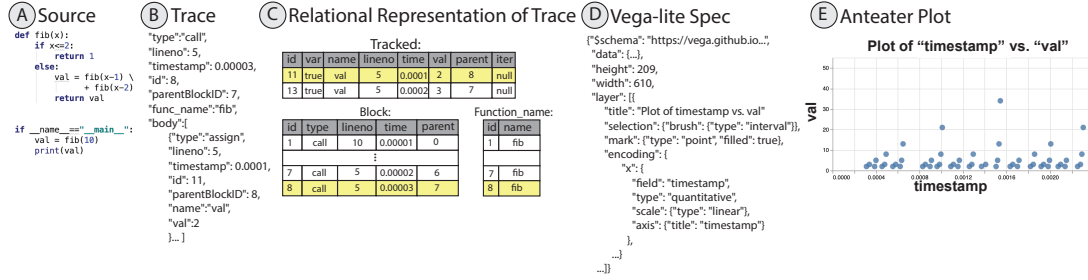 A Source
def fib(x):
if x<=2:
return 1
else:
val = fib(x-1) \
+ fib(x-2)
return val
if __name__=="__main__":
val = fib(10)
print(val)
B Trace
"type":"call",
"lineno": 5,
"timestamp": 0.00003,
"id": 8,
"parentBlockID": 7,
"func_name":"fib",
"body":[
{"type":"assign",
"lineno": 5,
"timestamp": 0.0001,
"id": 11,
"parentBlockID": 8,
"name":"val",
"val":2
}... ]
C Relational Representation of Trace
Tracked:
id var name lineno time val parent iter
11 true val 5 0.0001 2 8 null
13 true val 5 0.0002 3 7 null
Block:
id type lineno time parent
1 call 10 0.00001 0
⋮
7 call 5 0.00002 6
8 call 5 0.00003 7
Function_name:
id name
1 fib
⋮
7 fib
8 fib
D Vega-lite Spec
{"$schema": "https://vega.github.io...",
"data": {...},
"height": 209,
"width": 610,
"layer": [{
"title": "Plot of timestamp vs. val"
"selection": {"brush": {"type": "interval"}},
"mark": {"type": "point", "filled": true},
"encoding": {
"x": {
"field": "timestamp",
"type": "quantitative",
"scale": {"type": "linear"},
"axis": {"title": "timestamp"}
},
...}
...]}
E Anteater Plot
Plot of “timestamp” vs. “val”
val
50
40
30
20
10
0
0.0000 0.0004 0.0008 0.0012 0.0016 0.0020
timestamp